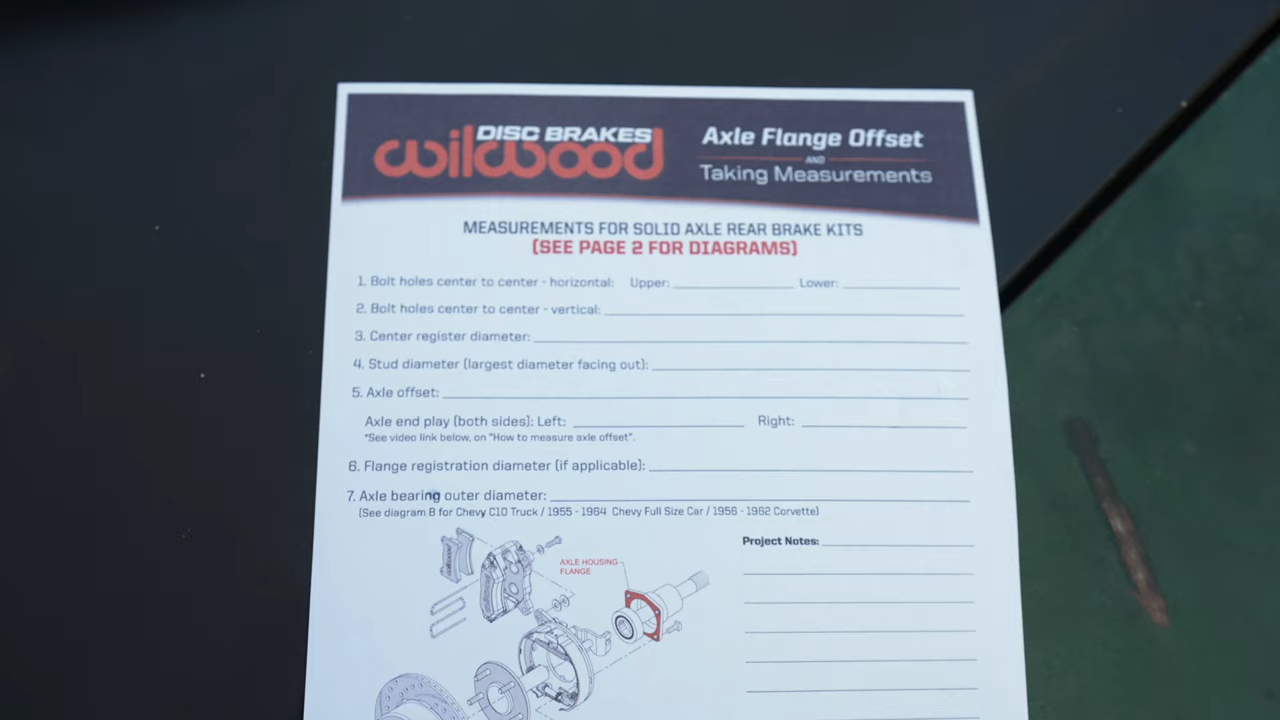 DISC BRAKES
wilwood
Axle Flange Offset
AND
Taking Measurements
MEASUREMENTS FOR SOLID AXLE REAR BRAKE KITS
(SEE PAGE 2 FOR DIAGRAMS)
1. Bolt holes center to center - horizontal: Upper: Lower:
2. Bolt holes center to center - vertical:
3. Center register diameter:
4. Stud diameter (largest diameter facing out):
5. Axle offset:
Axle end play (both sides): Left: Right:
*See video link below, on "How to measure axle offset".
6. Flange registration diameter (if applicable):
7. Axle bearing outer diameter:
(See diagram B for Chevy C10 Truck / 1955 - 1964 Chevy Full Size Car / 1956 - 1962 Corvette)
Project Notes:
AXLE HOUSING
FLANGE